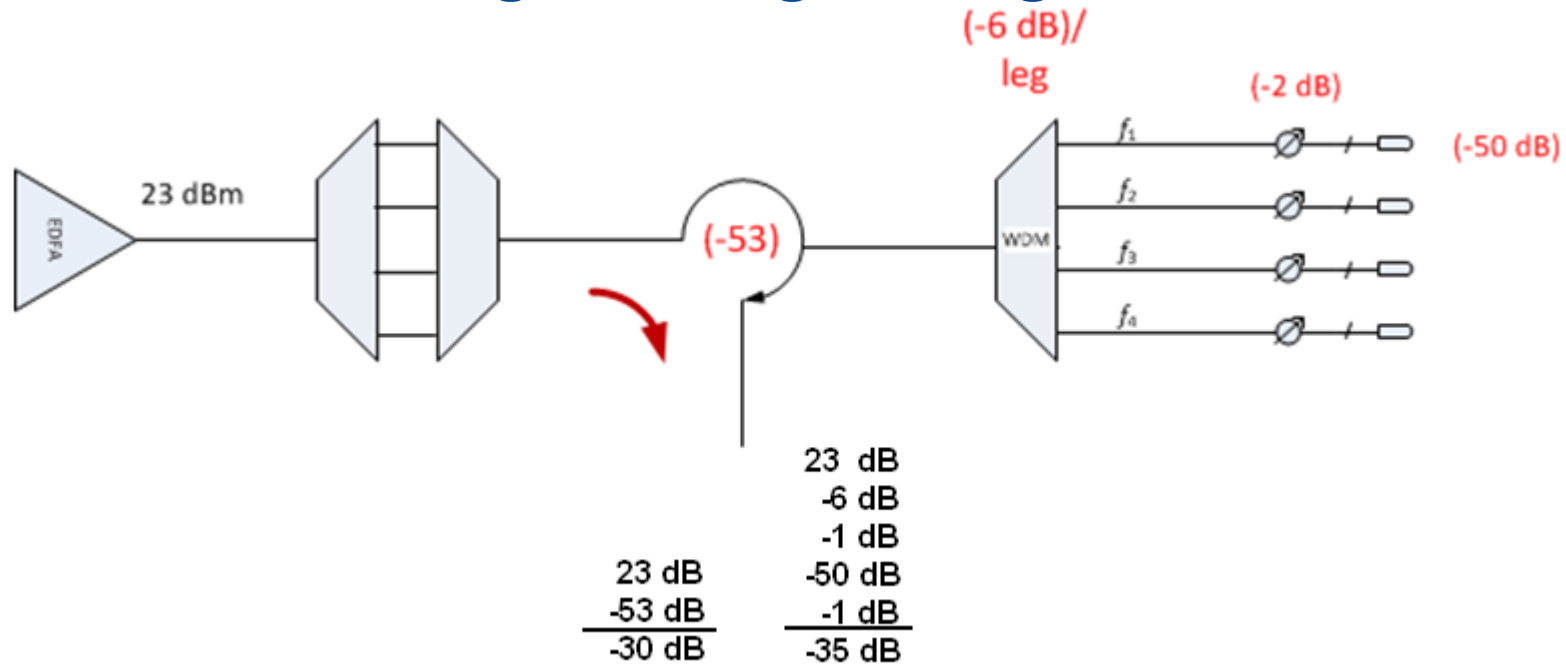 (-6 dB)/
leg
(-2 dB)
(-50 dB)
EDFA
23 dBm
(-53)
WDM
f1
f2
f3
f4
23 dB
-53 dB
-30 dB
23 dB
-6 dB
-1 dB
-50 dB
-1 dB
-35 dB